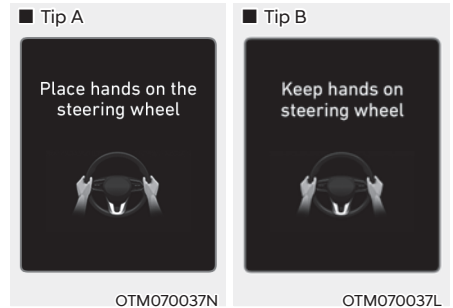 ■ Tip A
Place hands on the
steering wheel
OTM070037N
■ Tip B
Keep hands on
steering wheel
OTM070037L